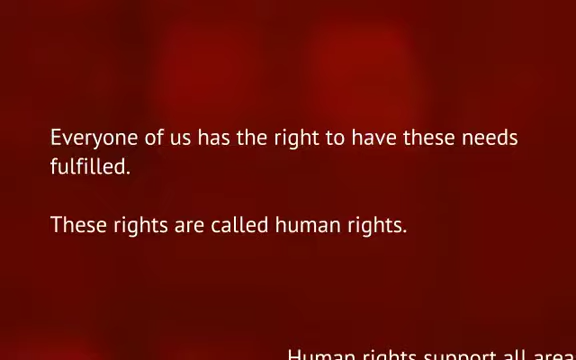 Everyone of us has the right to have these needs
fulfilled.
These rights are called human rights.
Human rights support all area